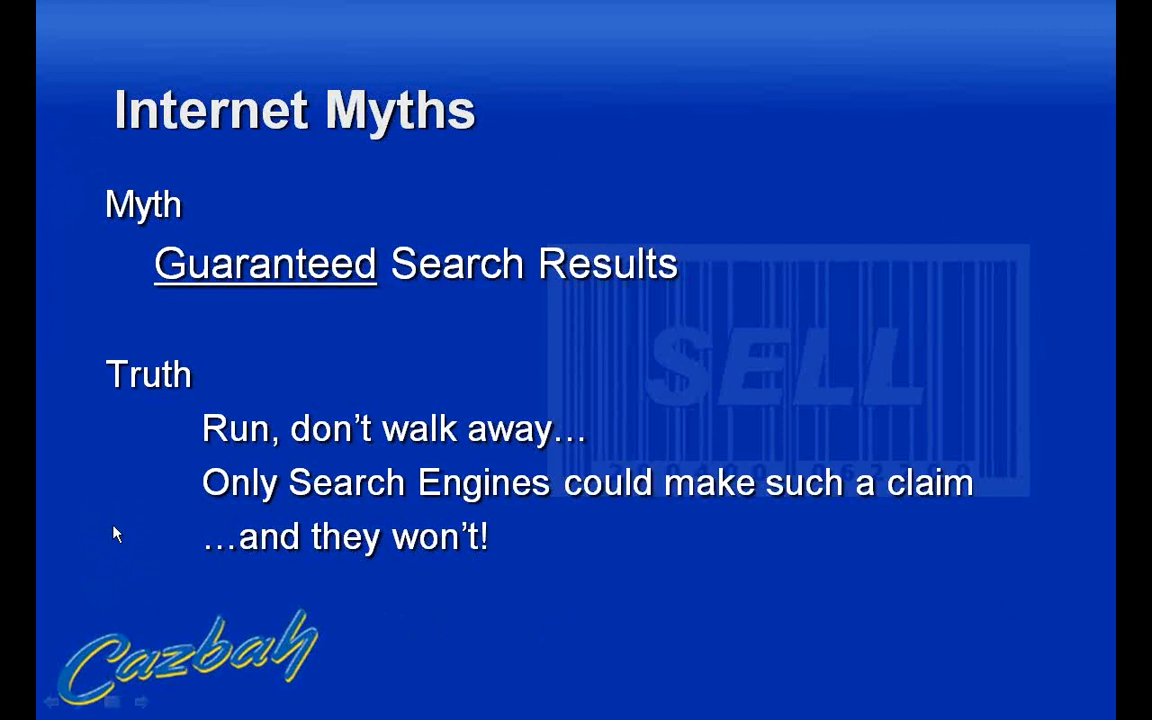 Internet Myths
Myth
Guaranteed Search Results
SELL
Truth
Run, don’t walk away…
Only Search Engines could make such a claim
…and they won’t!
Cazbah